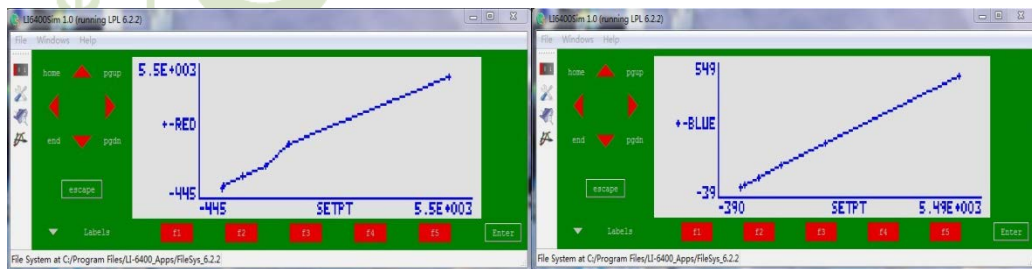 LI6400Sim 1.0 (running LPL 6.2.2)
File Windows Help
home
pgup
end
pgdn
escape
Labels
5.5E+003
+-RED
-445
-445
SETPT
5.5E+003
f1
f2
f3
f4
f5
Enter
File System at C:/Program Files/LI-6400_Apps/FileSys_6.2.2
LI6400Sim 1.0 (running LPL 6.2.2)
File Windows Help
home
pgup
end
pgdn
escape
Labels
549
+-BLUE
-39
-390
SETPT
5.49E+003
f1
f2
f3
f4
f5
Enter
File System at C:/Program Files/LI-6400_Apps/FileSys_6.2.2